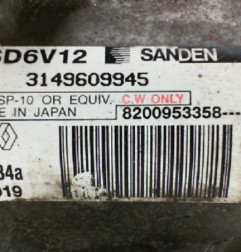 SD6V12 SANDEN
3149609945
SP-10 OR EQUIV. C.W ONLY
E IN JAPAN 8200953358---
34a
019